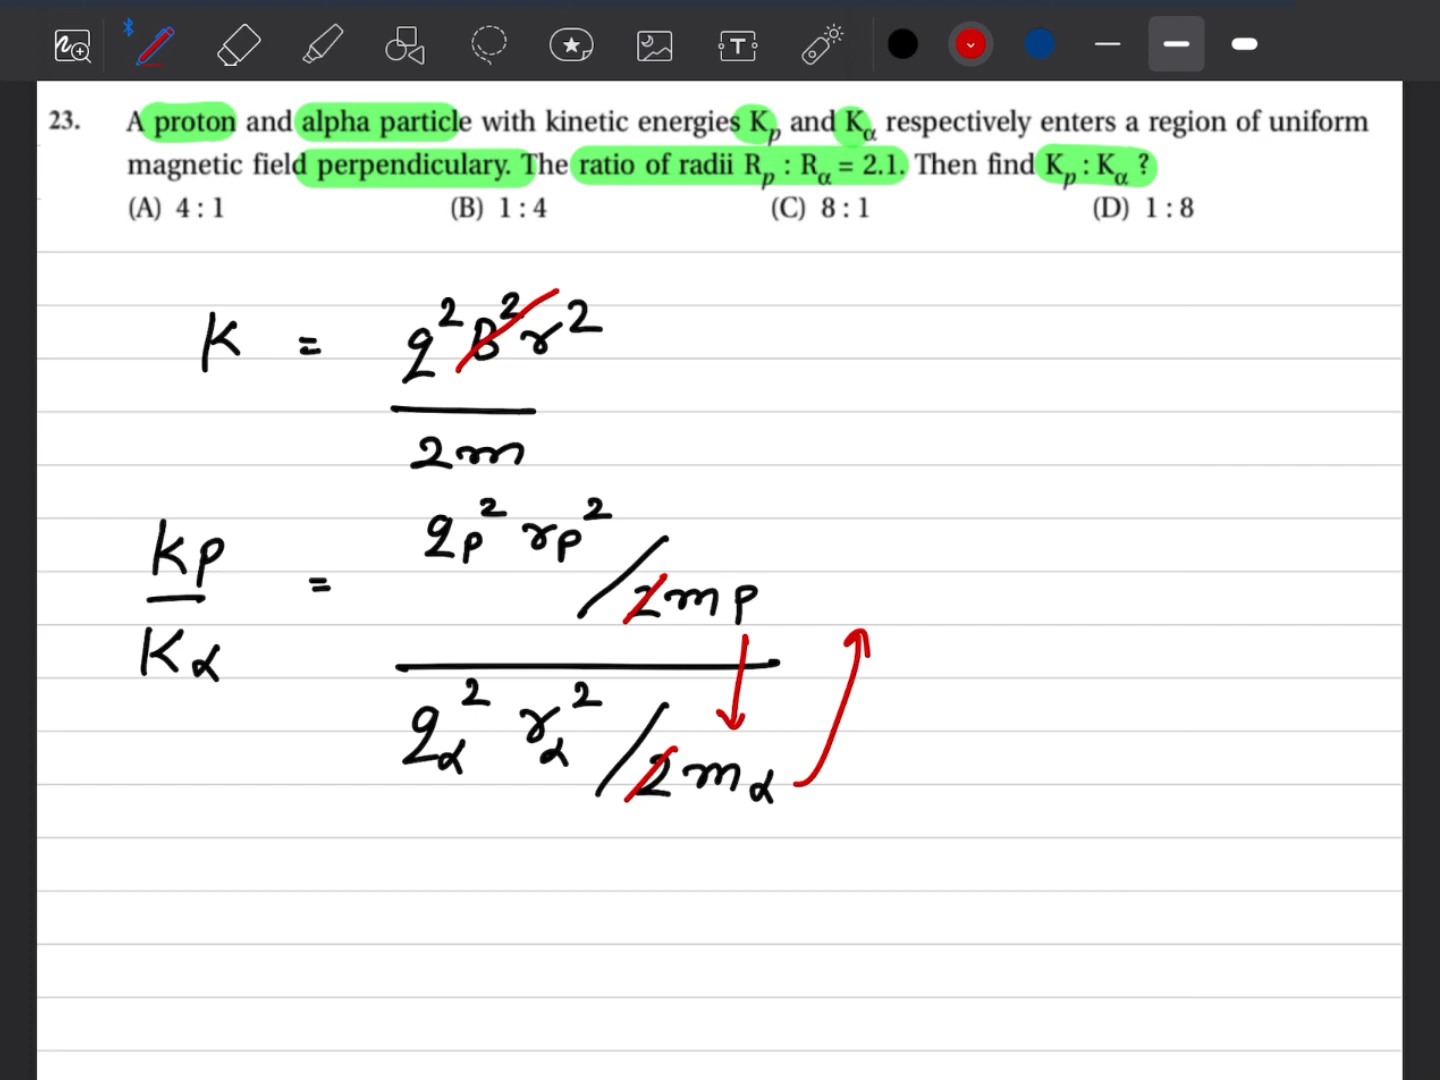 23. A proton and alpha particle with kinetic energies Kp and Kα respectively enters a region of uniform
magnetic field perpendiculary. The ratio of radii Rp : Rα = 2.1. Then find Kp : Kα ?
(A) 4 : 1 (B) 1 : 4 (C) 8 : 1 (D) 1 : 8
K = q²B²r²
2m
Kp = qp² rp² / 2mp
Kα qα² rα² / 2mα